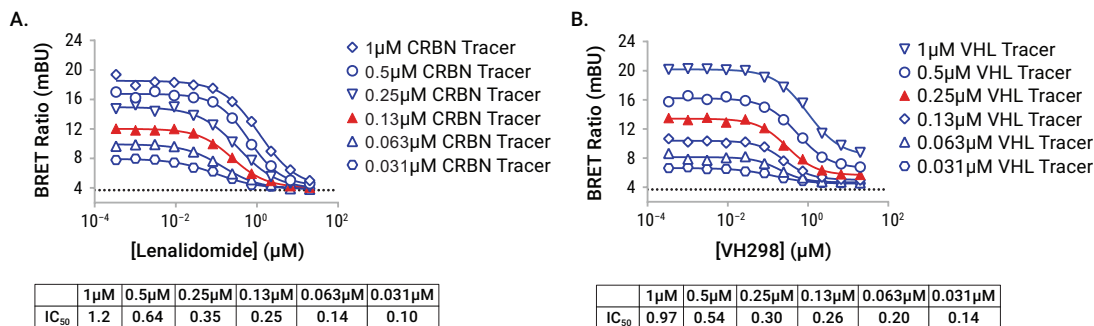 A.
BRET Ratio (mBU)
24
20
16
12
8
4
10⁻⁴
10⁻²
10⁰
10²
[Lenalidomide] (µM)
1µM CRBN Tracer
0.5µM CRBN Tracer
0.25µM CRBN Tracer
0.13µM CRBN Tracer
0.063µM CRBN Tracer
0.031µM CRBN Tracer
1µM 0.5µM 0.25µM 0.13µM 0.063µM 0.031µM
IC₅₀ 1.2 0.64 0.35 0.25 0.14 0.10
B.
BRET Ratio (mBU)
24
20
16
12
8
4
10⁻⁴
10⁻²
10⁰
10²
[VH298] (µM)
1µM VHL Tracer
0.5µM VHL Tracer
0.25µM VHL Tracer
0.13µM VHL Tracer
0.063µM VHL Tracer
0.031µM VHL Tracer
1µM 0.5µM 0.25µM 0.13µM 0.063µM 0.031µM
IC₅₀ 0.97 0.54 0.30 0.26 0.20 0.14